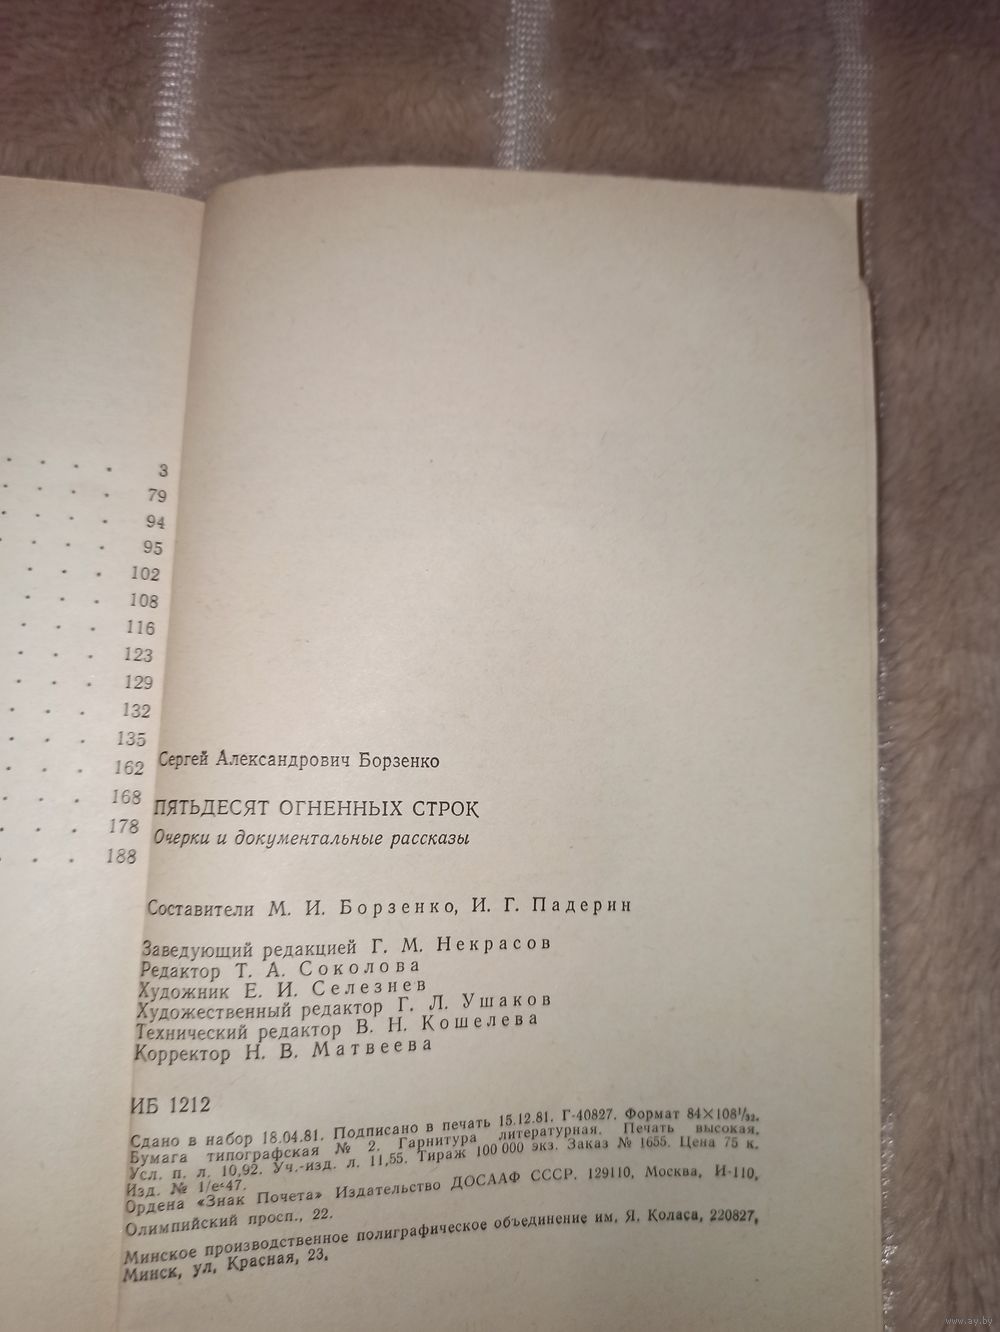 3
79
94
95
102
108
116
123
129
132
135
162
168
178
188
Сергей Александрович Борзенко
ПЯТЬДЕСЯТ ОГНЕННЫХ СТРОК
Очерки и документальные рассказы
Составители М. И. Борзенко, И. Г. Падерин
Заведующий редакцией Г. М. Некрасов
Редактор Т. А. Соколова
Художник Е. И. Селезнев
Художественный редактор Г. Л. Ушаков
Технический редактор В. Н. Кошелева
Корректор Н. В. Матвеева
ИБ 1212
Сдано в набор 18.04.81. Подписано в печать 15.12.81. Г-40827. Формат 84×108¹/₃₂.
Бумага типографская № 2. Гарнитура литературная. Печать высокая.
Усл. п. л. 10,92. Уч.-изд. л. 11,55. Тираж 100 000 экз. Заказ № 1655. Цена 75 к.
Изд. № 1/е-47.
Ордена «Знак Почета» Издательство ДОСААФ СССР. 129110, Москва, И-110,
Олимпийский просп., 22.
Минское производственное полиграфическое объединение им. Я. Коласа, 220827,
Минск, ул. Красная, 23.
www.ay.by